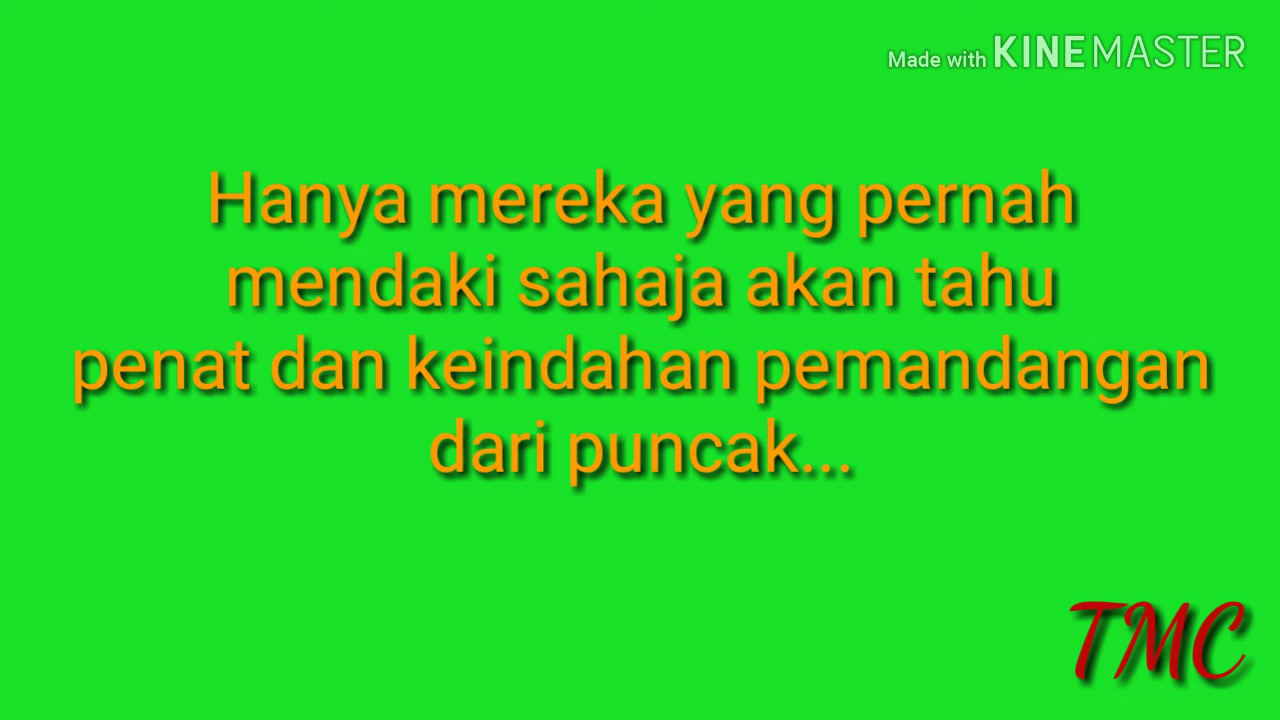 Made with KINEMASTER
Hanya mereka yang pernah
mendaki sahaja akan tahu
penat dan keindahan pemandangan
dari puncak...
TMC